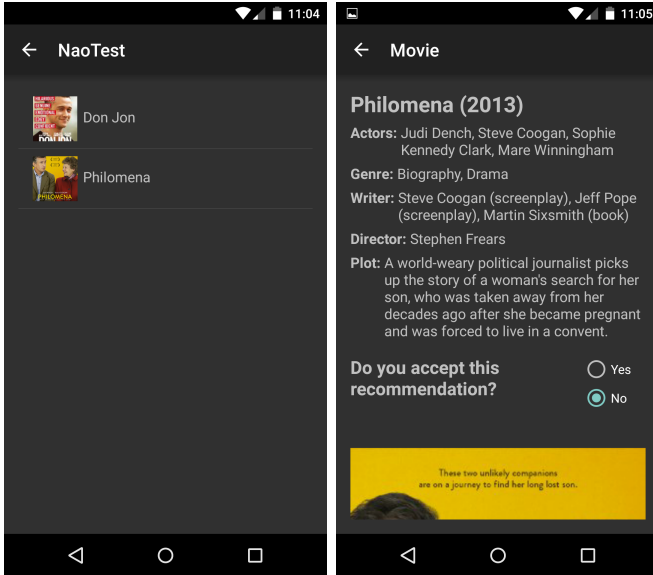 11:04
NaoTest
Don Jon
Philomena
PHILOMENA
11:05
Movie
Philomena (2013)
Actors: Judi Dench, Steve Coogan, Sophie
Kennedy Clark, Mare Winningham
Genre: Biography, Drama
Writer: Steve Coogan (screenplay), Jeff Pope
(screenplay), Martin Sixsmith (book)
Director: Stephen Frears
Plot: A world-weary political journalist picks
up the story of a woman's search for her
son, who was taken away from her
decades ago after she became pregnant
and was forced to live in a convent.
Do you accept this
recommendation?
Yes
No
These two unlikely companions
are on a journey to find her long lost son.